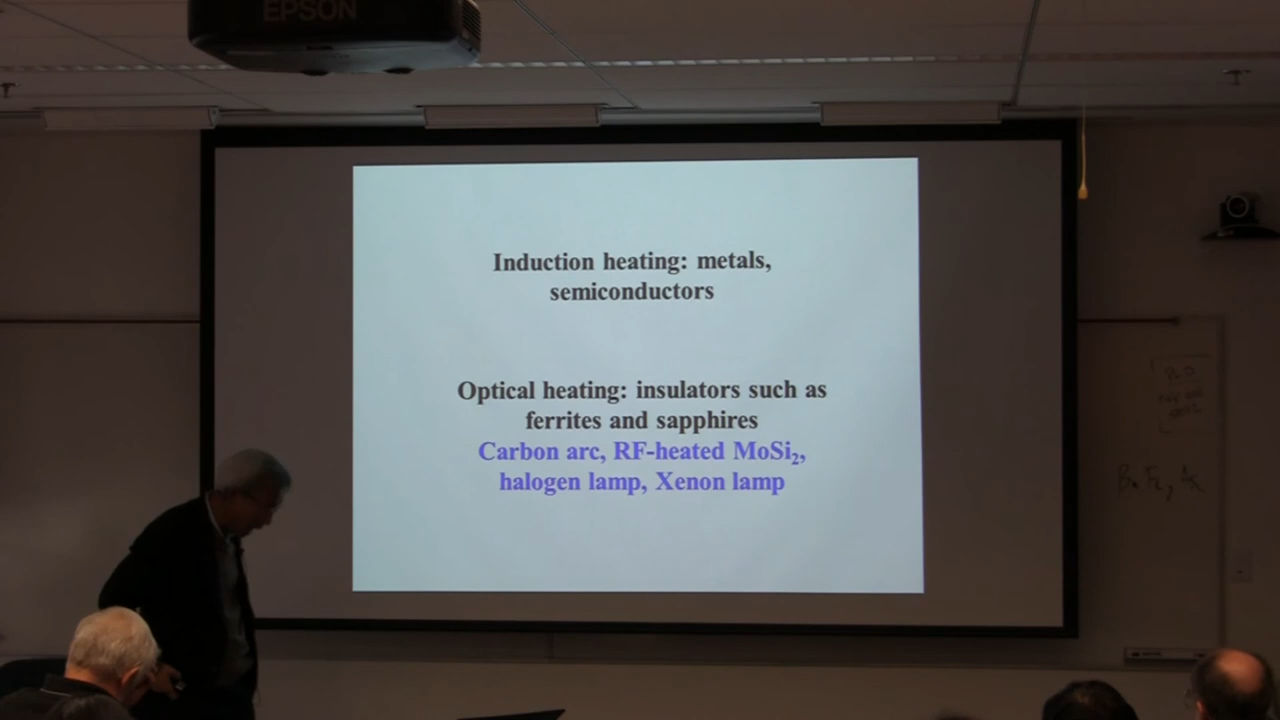 EPSON
Induction heating: metals,
semiconductors
Optical heating: insulators such as
ferrites and sapphires
Carbon arc, RF-heated MoSi₂,
halogen lamp, Xenon lamp